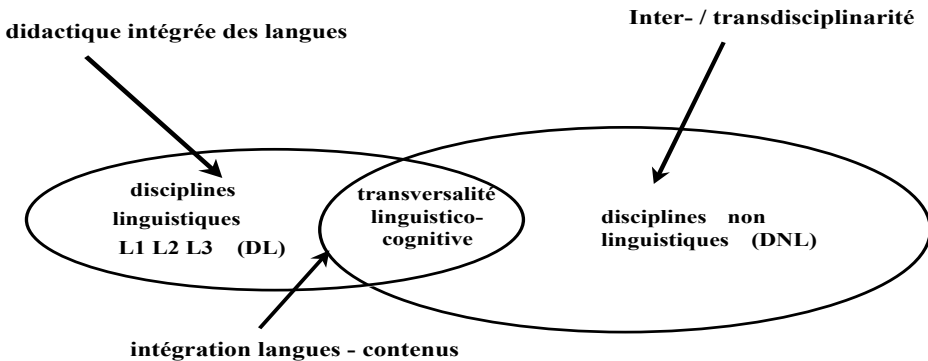 Inter- / transdisciplinarité
didactique intégrée des langues
disciplines
linguistiques
L1 L2 L3 (DL)
transversalité
linguistico-
cognitive
disciplines non
linguistiques (DNL)
intégration langues - contenus